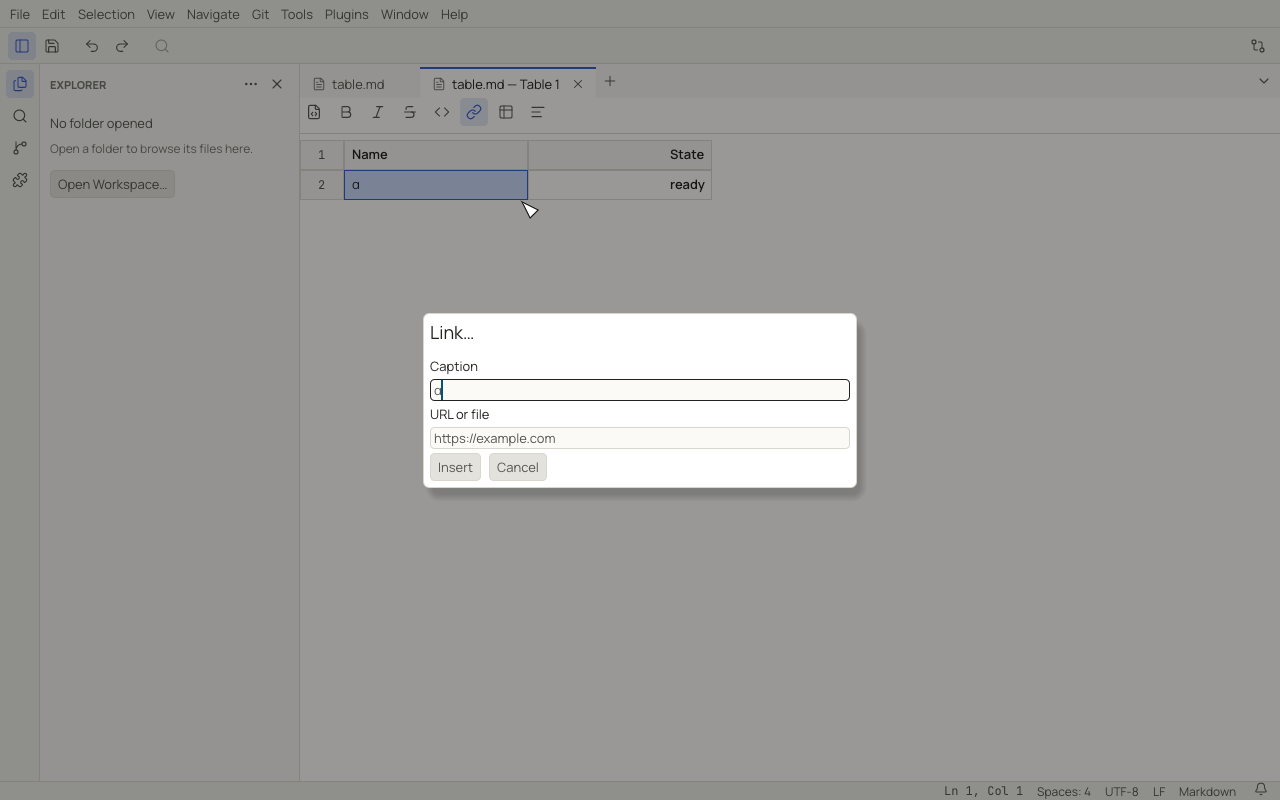 File Edit Selection View Navigate Git Tools Plugins Window Help
EXPLORER
No folder opened
Open a folder to browse its files here.
Open Workspace...
table.md
table.md — Table 1
1 Name State
2 a ready
Link...
Caption
a
URL or file
https://example.com
Insert Cancel
Ln 1, Col 1 Spaces: 4 UTF-8 LF Markdown